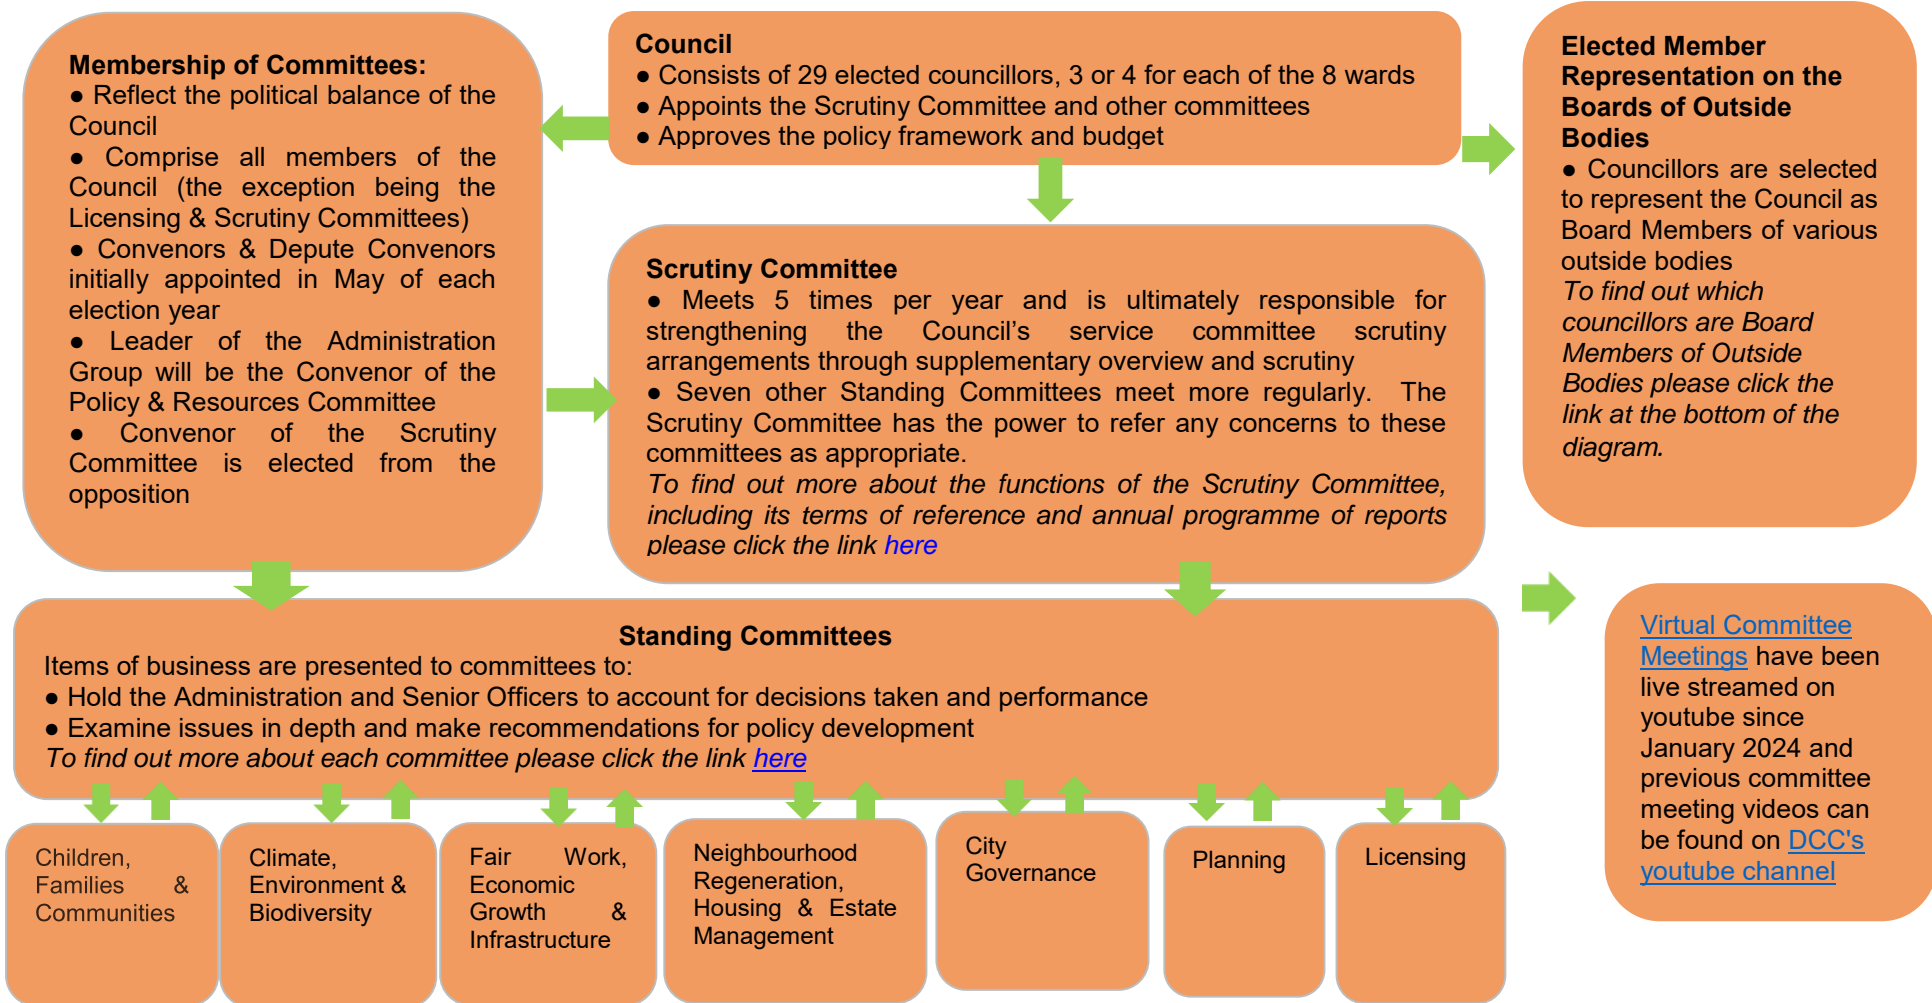 Membership of Committees:
● Reflect the political balance of the
Council
● Comprise all members of the
Council (the exception being the
Licensing & Scrutiny Committees)
● Convenors & Depute Convenors
initially appointed in May of each
election year
● Leader of the Administration
Group will be the Convenor of the
Policy & Resources Committee
● Convenor of the Scrutiny
Committee is elected from the
opposition
Council
● Consists of 29 elected councillors, 3 or 4 for each of the 8 wards
● Appoints the Scrutiny Committee and other committees
● Approves the policy framework and budget
Elected Member
Representation on the
Boards of Outside
Bodies
● Councillors are selected
to represent the Council as
Board Members of various
outside bodies
To find out which
councillors are Board
Members of Outside
Bodies please click the
link at the bottom of the
diagram.
Scrutiny Committee
● Meets 5 times per year and is ultimately responsible for
strengthening the Council’s service committee scrutiny
arrangements through supplementary overview and scrutiny
● Seven other Standing Committees meet more regularly. The
Scrutiny Committee has the power to refer any concerns to these
committees as appropriate.
To find out more about the functions of the Scrutiny Committee,
including its terms of reference and annual programme of reports
please click the link here
Standing Committees
Items of business are presented to committees to:
● Hold the Administration and Senior Officers to account for decisions taken and performance
● Examine issues in depth and make recommendations for policy development
To find out more about each committee please click the link here
Virtual Committee
Meetings have been
live streamed on
youtube since
January 2024 and
previous committee
meeting videos can
be found on DCC's
youtube channel
Children,
Families &
Communities
Climate,
Environment &
Biodiversity
Fair Work,
Economic
Growth &
Infrastructure
Neighbourhood
Regeneration,
Housing & Estate
Management
City
Governance
Planning
Licensing